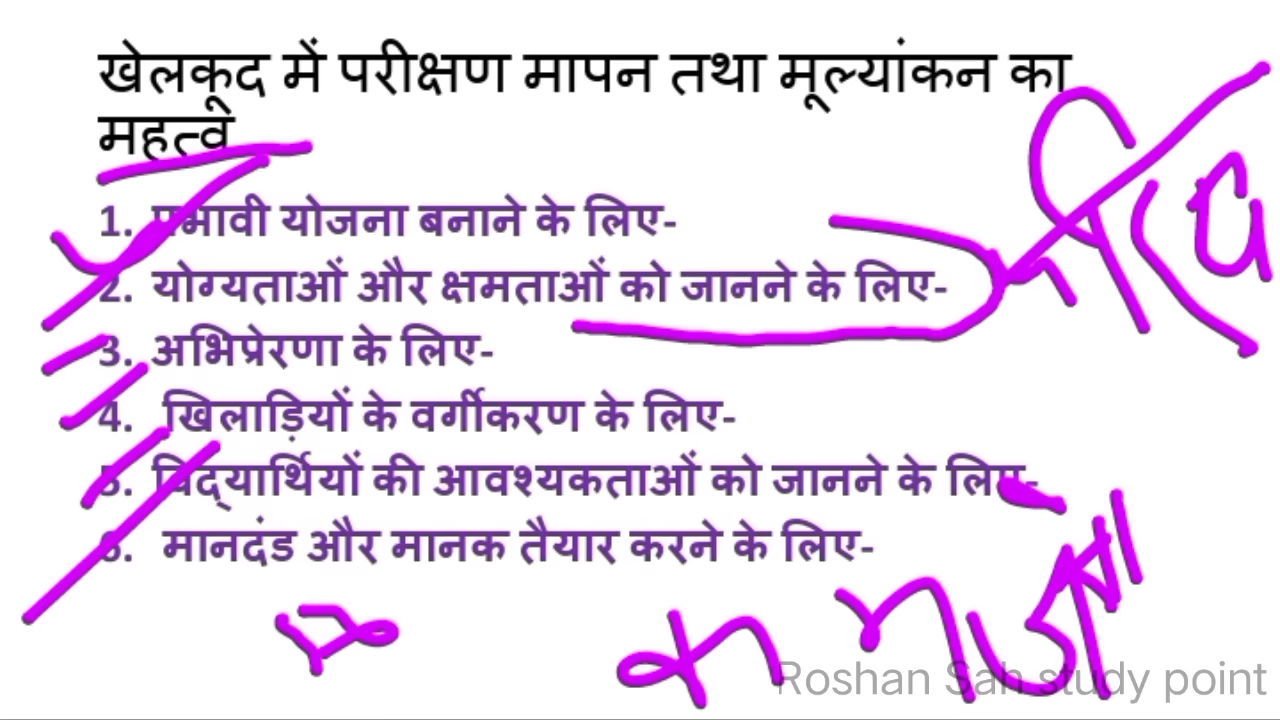 खेलकूद में परीक्षण मापन तथा मूल्यांकन का
महत्व
1. प्रभावी योजना बनाने के लिए-
2. योग्यताओं और क्षमताओं को जानने के लिए-
3. अभिप्रेरणा के लिए-
4. खिलाड़ियों के वर्गीकरण के लिए-
5. विद्यार्थियों की आवश्यकताओं को जानने के लिए-
6. मानदंड और मानक तैयार करने के लिए-
Roshan Sah study point